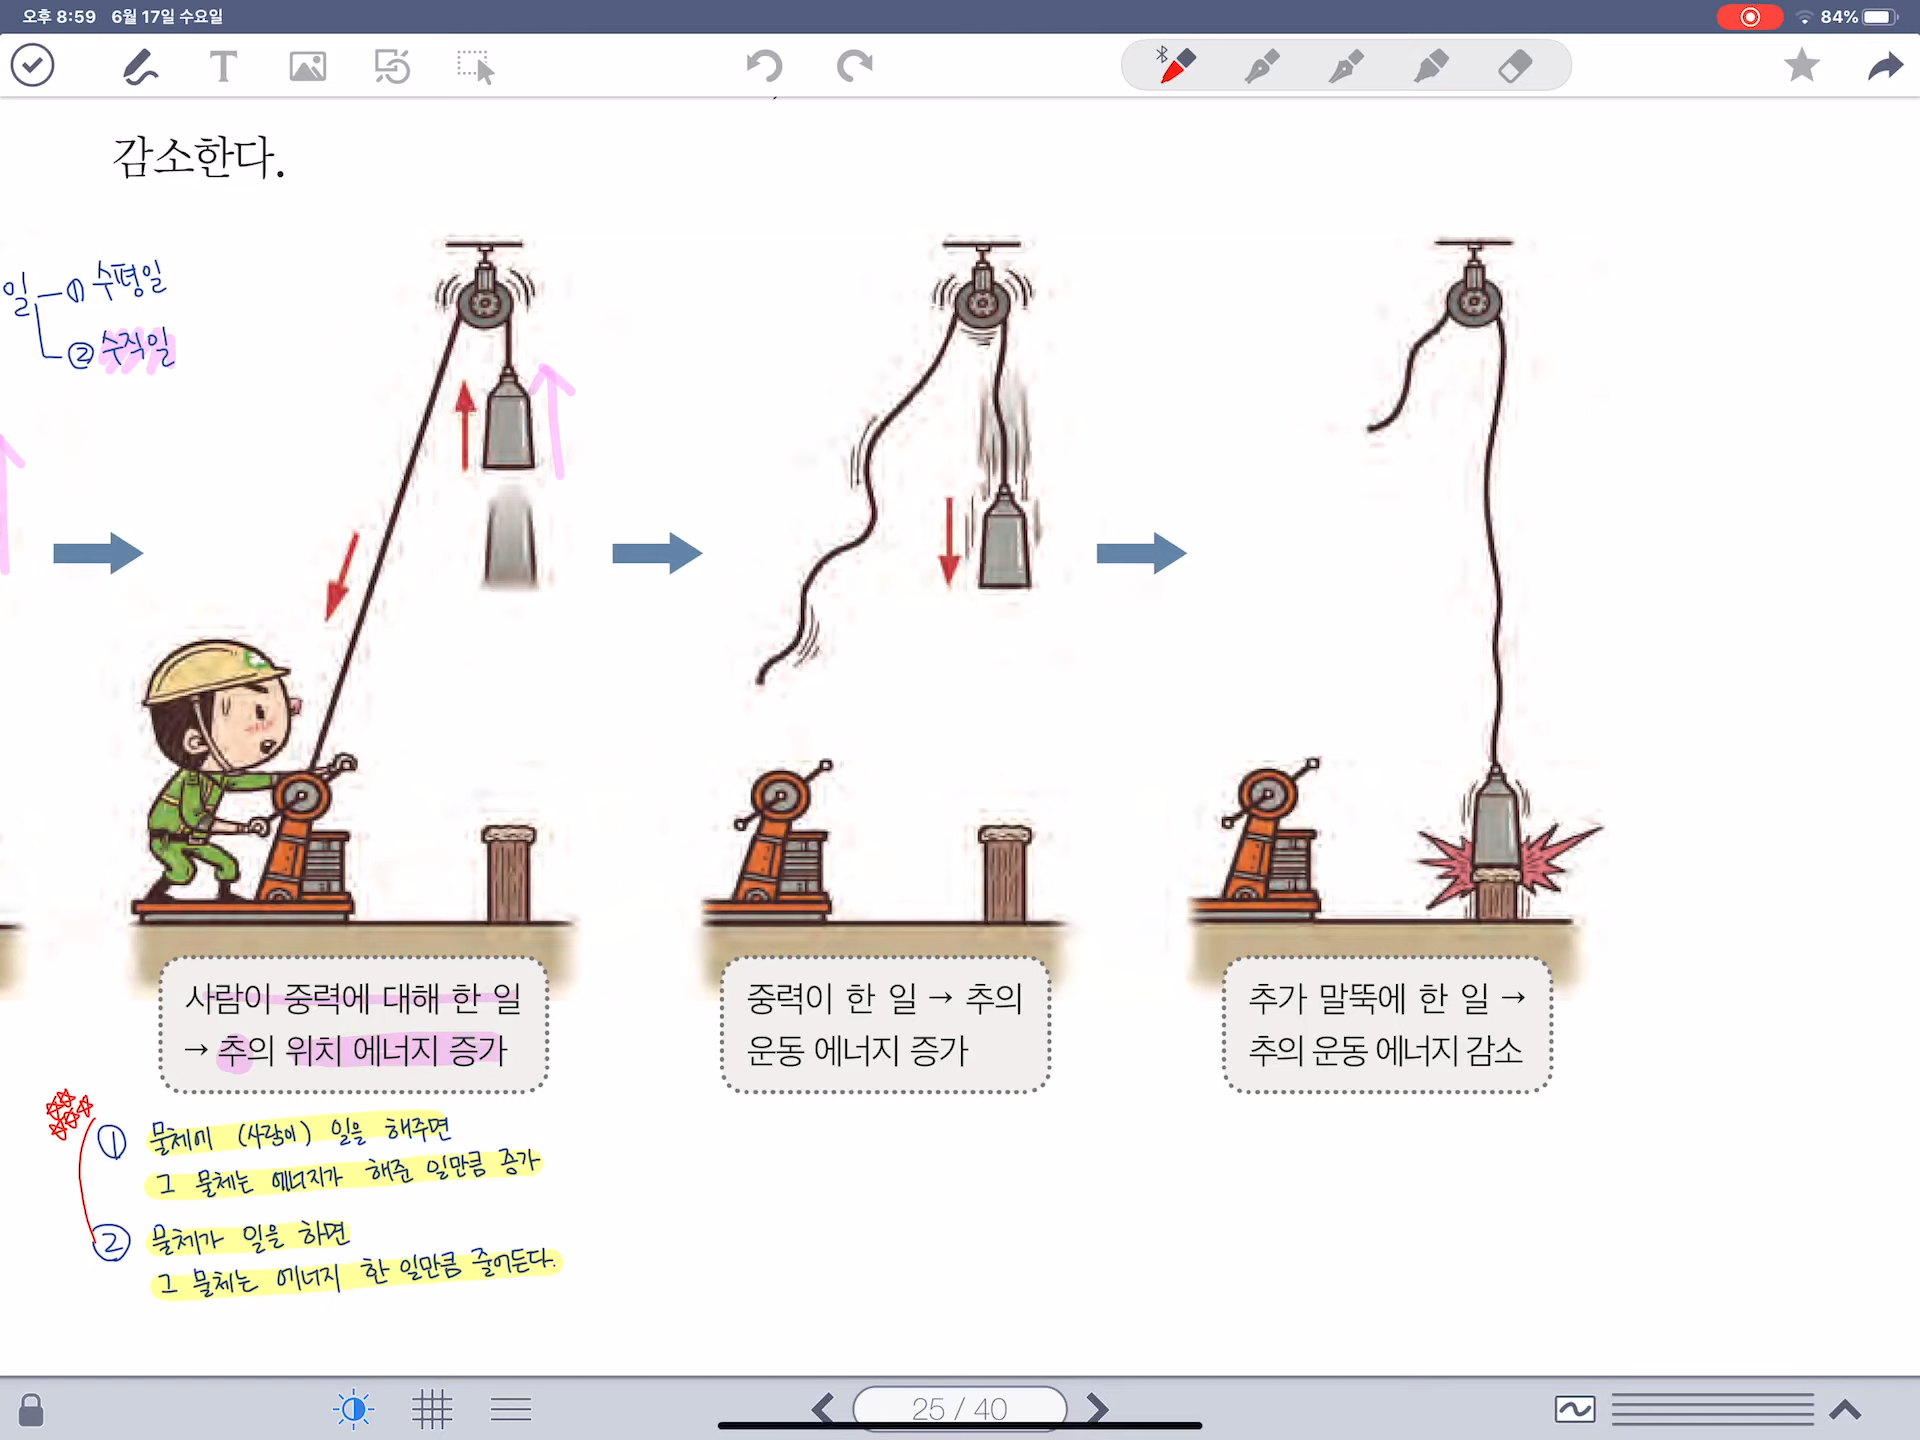 오후 8:59 6월 17일 수요일
84%
T
감소한다.
일 ① 수평일
② 수직일
사람이 중력에 대해 한 일
→ 추의 위치 에너지 증가
중력이 한 일 → 추의
운동 에너지 증가
추가 말뚝에 한 일 →
추의 운동 에너지 감소
① 물체에 (사람이) 일을 해주면
그 물체는 에너지가 해준 일만큼 증가
② 물체가 일을 하면
그 물체는 에너지 한 일만큼 줄어든다.
25 / 40